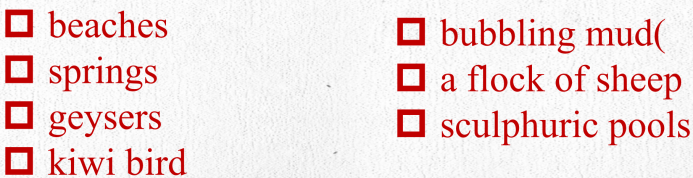 beaches
springs
geysers
kiwi bird
bubbling mud(
a flock of sheep
sculphuric pools